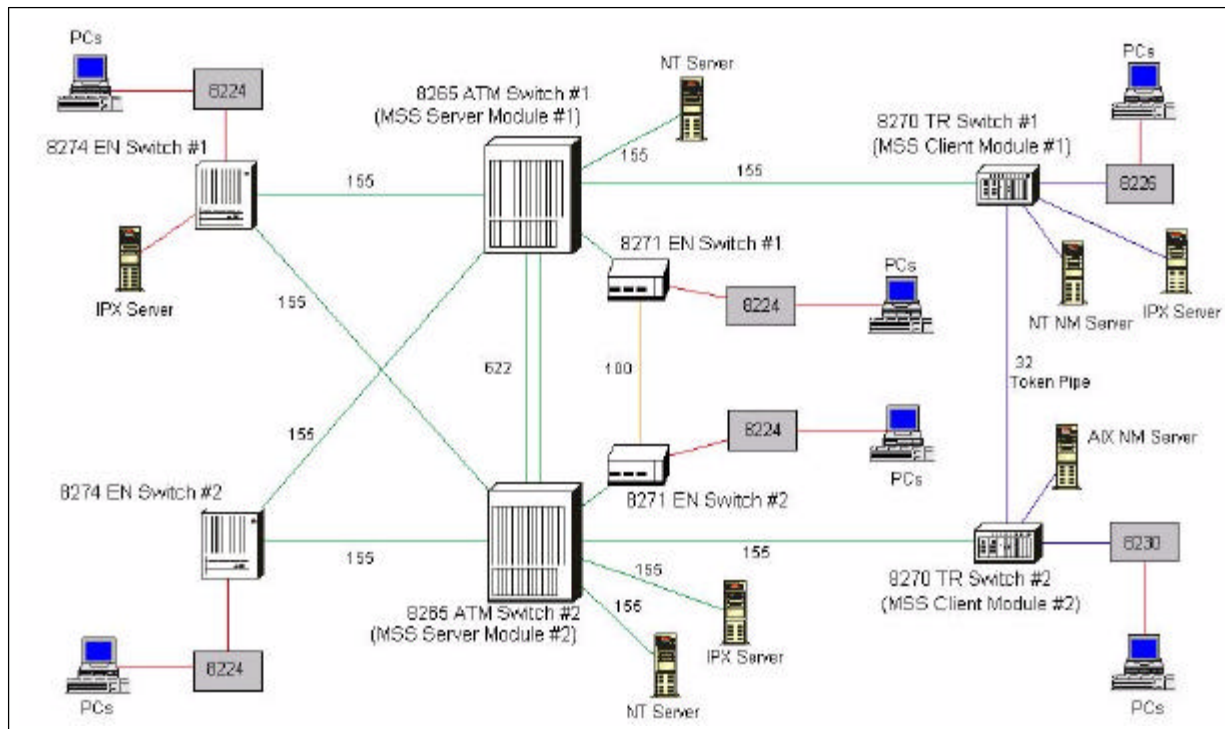 PCs
8224
8274 EN Switch #1
IPX Server
155
8265 ATM Switch #1
(MSS Server Module #1)
NT Server
155
155
8270 TR Switch #1
(MSS Client Module #1)
PCs
8226
NT NM Server
IPX Server
8271 EN Switch #1
8224
PCs
155
622
100
32
Token Pipe
155
8274 EN Switch #2
8224
PCs
8271 EN Switch #2
AIX NM Server
155
8265 ATM Switch #2
(MSS Server Module #2)
155
155
155
IPX Server
NT Server
8270 TR Switch #2
(MSS Client Module #2)
8230
PCs
8224
PCs